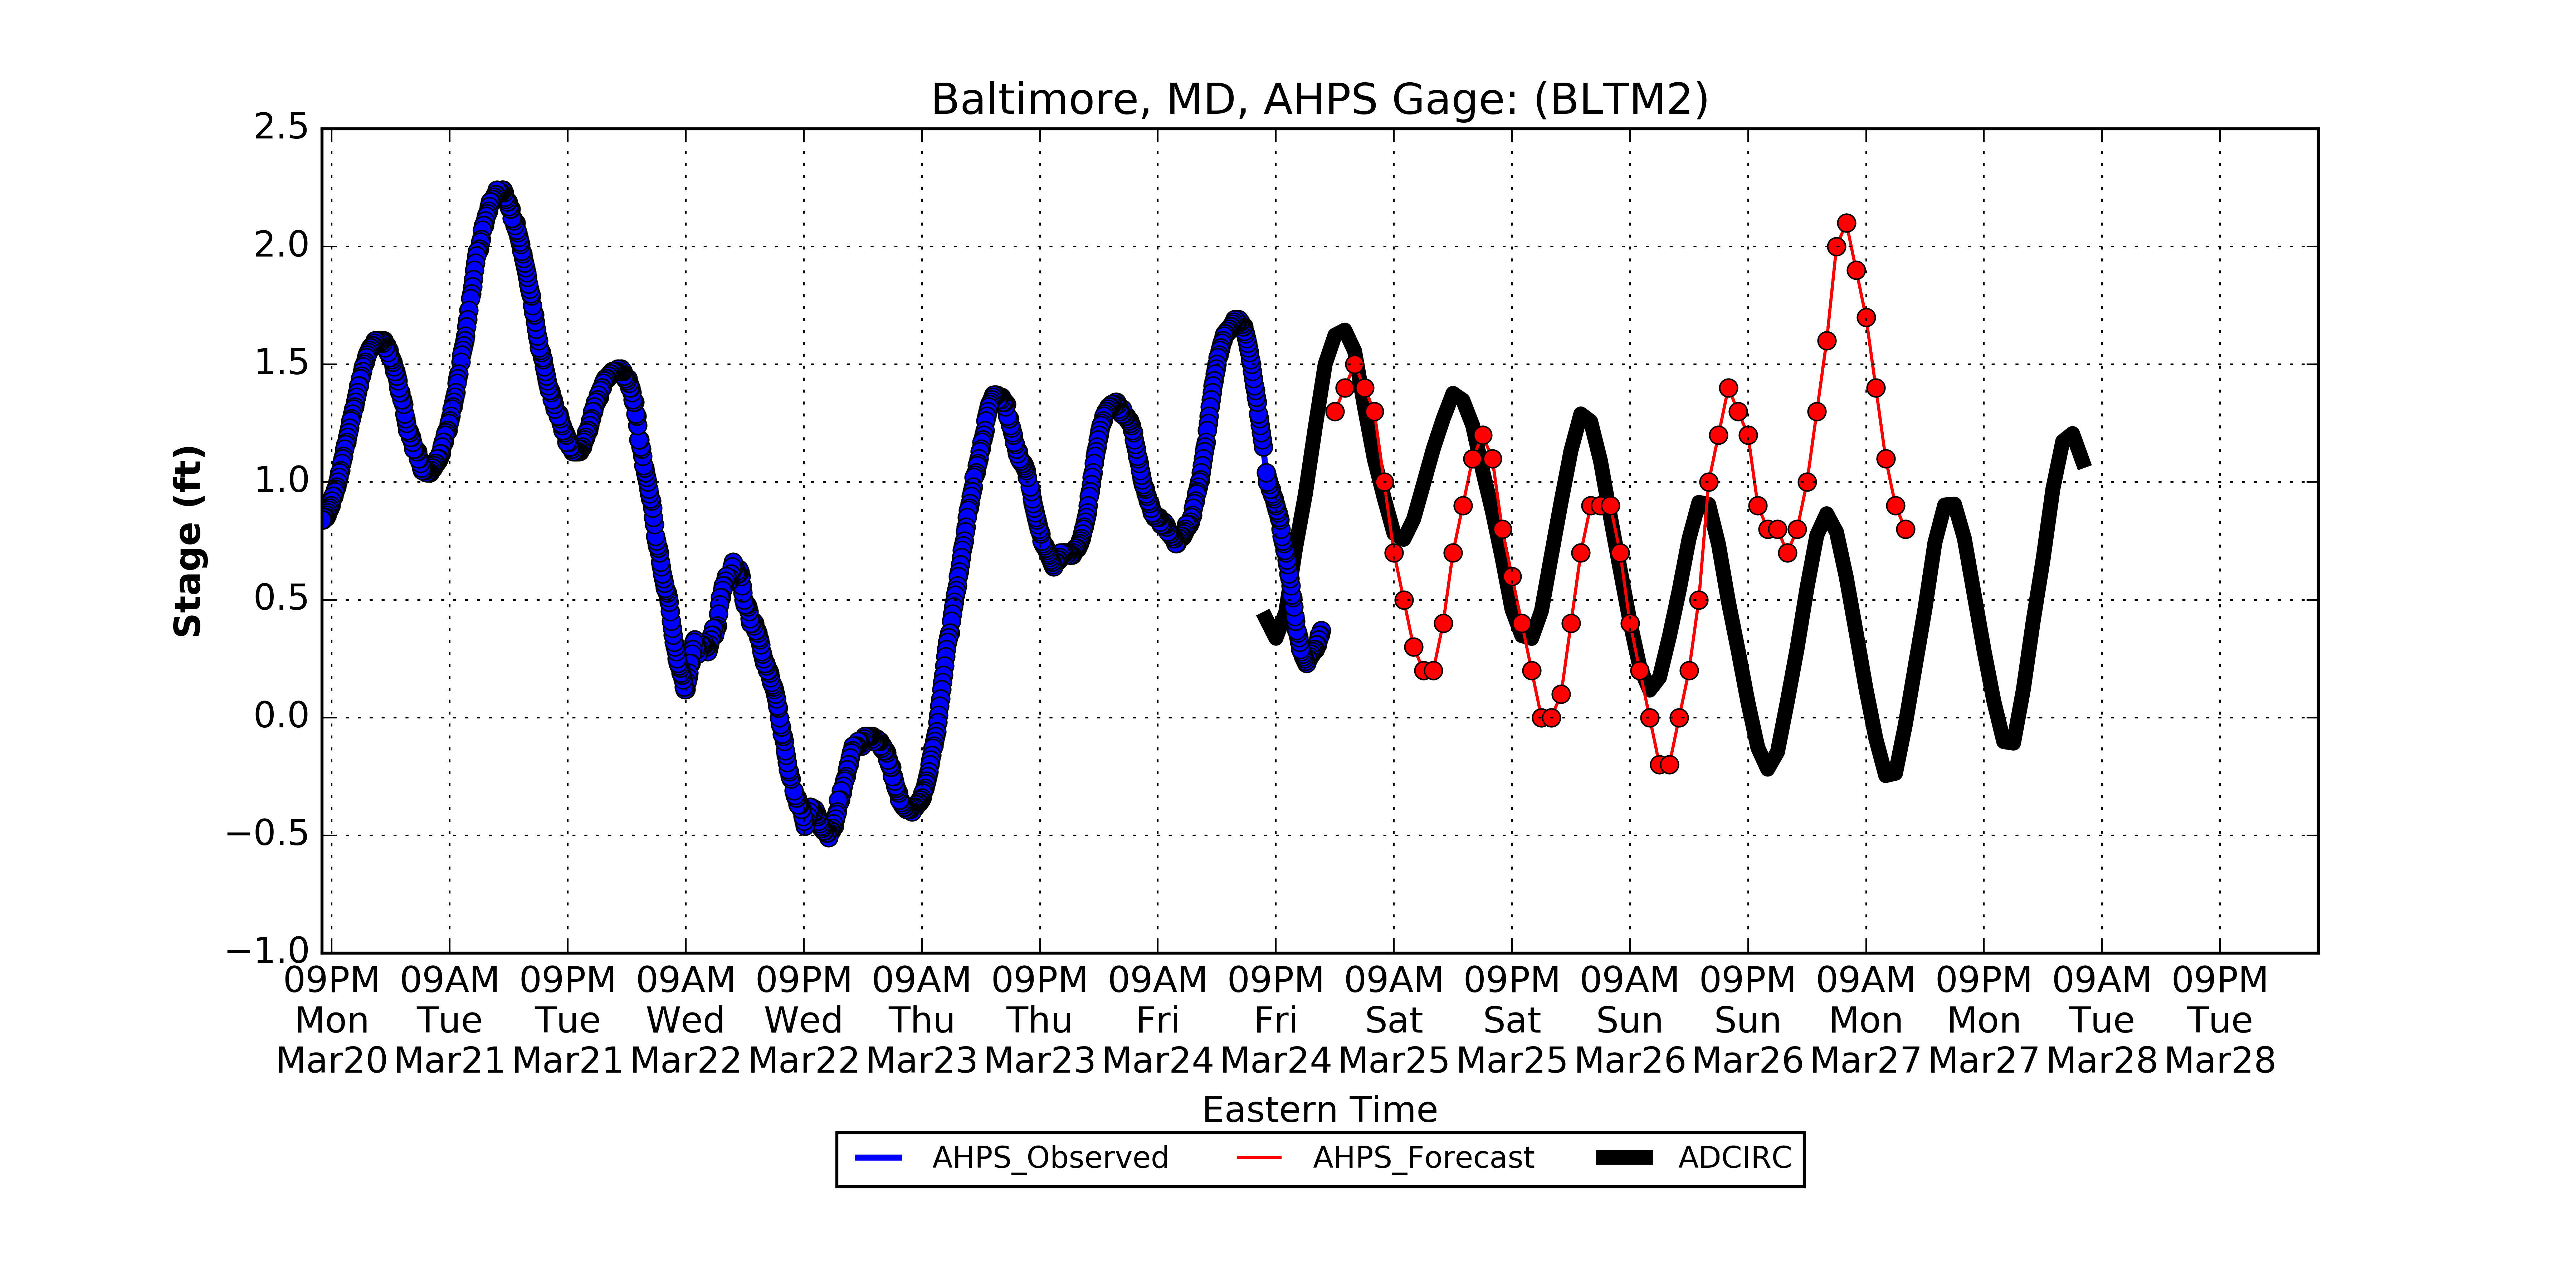 Baltimore, MD, AHPS Gage: (BLTM2)
2.5
2.0
1.5
1.0
0.5
0.0
−0.5
−1.0
Stage (ft)
09PM 09AM 09PM 09AM 09PM 09AM 09PM 09AM 09PM 09AM 09PM 09AM 09PM 09AM 09PM 09AM 09PM
Mon Tue Tue Wed Wed Thu Thu Fri Fri Sat Sat Sun Sun Mon Mon Tue Tue
Mar20 Mar21 Mar21 Mar22 Mar22 Mar23 Mar23 Mar24 Mar24 Mar25 Mar25 Mar26 Mar26 Mar27 Mar27 Mar28 Mar28
Eastern Time
AHPS_Observed AHPS_Forecast ADCIRC